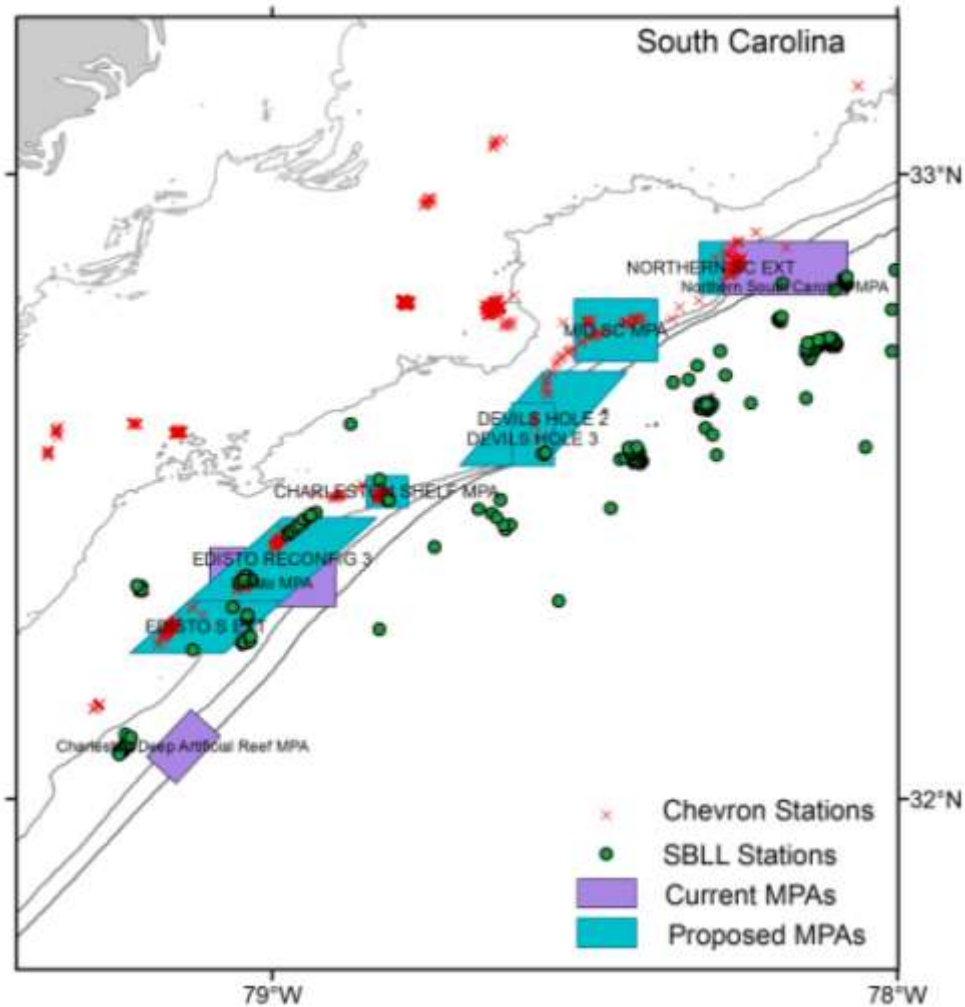 South Carolina
33°N
NORTHERN SC EXT
Northern South Carolina MPA
MID SC MPA
DEVILS HOLE 2
DEVILS HOLE 3
CHARLESTON SHELF MPA
EDISTO RECONFIG 3
MPA
EDISTO S EXT
Charleston Deep Artificial Reef MPA
32°N
Chevron Stations
SBLL Stations
Current MPAs
Proposed MPAs
79°W
78°W